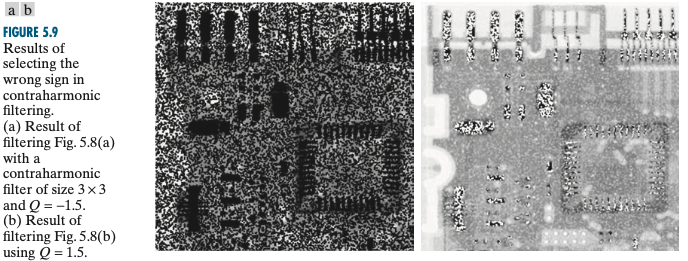 a b
FIGURE 5.9
Results of
selecting the
wrong sign in
contraharmonic
filtering.
(a) Result of
filtering Fig. 5.8(a)
with a
contraharmonic
filter of size 3 × 3
and Q = −1.5.
(b) Result of
filtering Fig. 5.8(b)
using Q = 1.5.